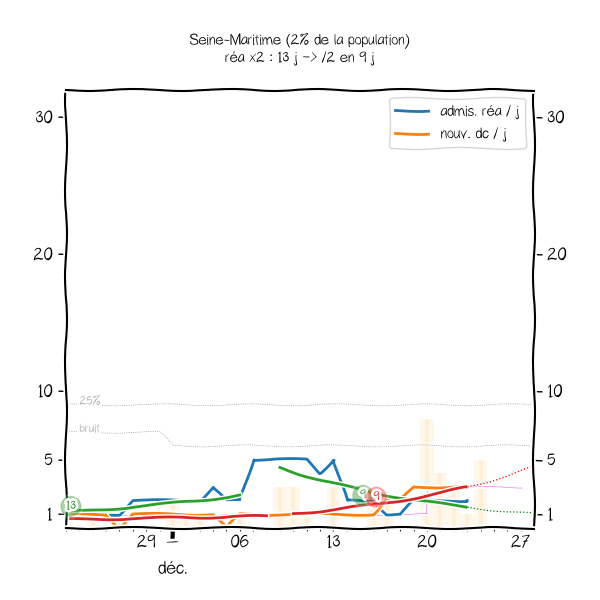 Seine-Maritime (2% de la population)
réa x2 : 13 j -> /2 en 9 j
admis. réa / j
nouv. dc / j
30 30
20 20
10 10
25%
bruit
5 5
13 9 9
1 1
29 06 13 20 27
déc.